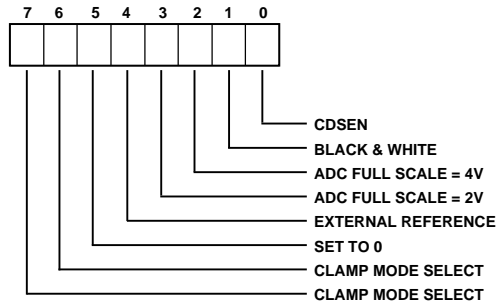 7 6 5 4 3 2 1 0
CDSEN
BLACK & WHITE
ADC FULL SCALE = 4V
ADC FULL SCALE = 2V
EXTERNAL REFERENCE
SET TO 0
CLAMP MODE SELECT
CLAMP MODE SELECT